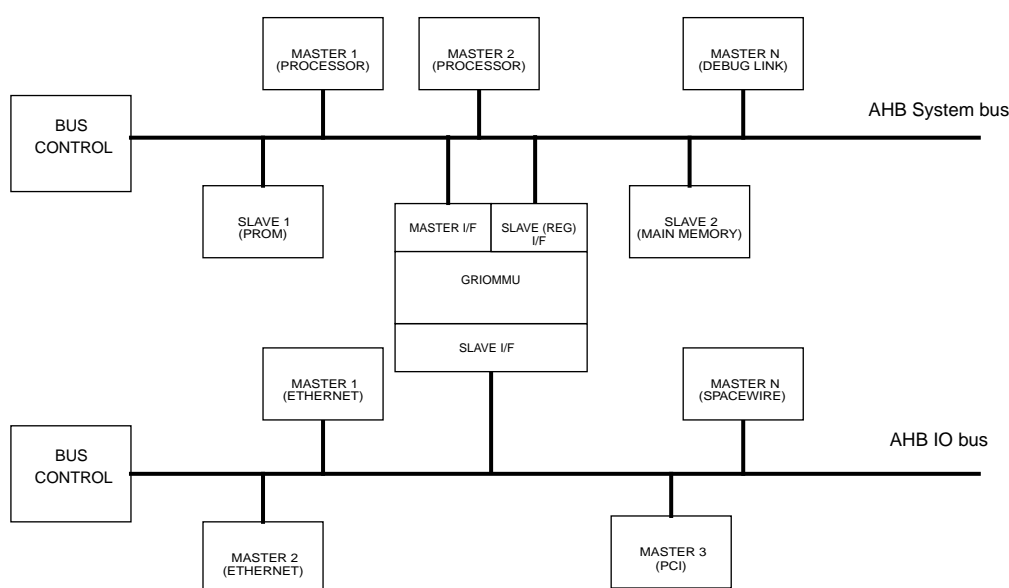 MASTER 1
(PROCESSOR)
MASTER 2
(PROCESSOR)
MASTER N
(DEBUG LINK)
AHB System bus
BUS
CONTROL
SLAVE 1
(PROM)
MASTER I/F
SLAVE (REG)
I/F
SLAVE 2
(MAIN MEMORY)
GRIOMMU
SLAVE I/F
MASTER 1
(ETHERNET)
MASTER N
(SPACEWIRE)
AHB IO bus
BUS
CONTROL
MASTER 2
(ETHERNET)
MASTER 3
(PCI)